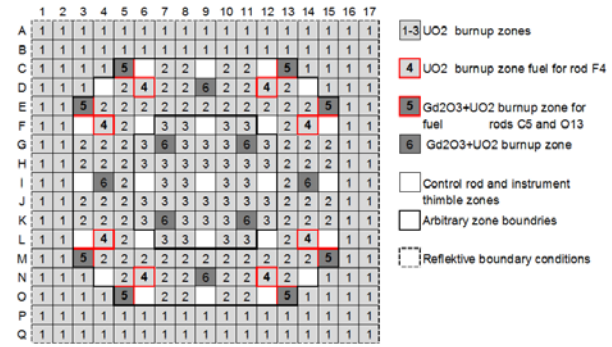 1 2 3 4 5 6 7 8 9 10 11 12 13 14 15 16 17
A 1 1 1 1 1 1 1 1 1 1 1 1 1 1 1 1 1
B 1 1 1 1 1 1 1 1 1 1 1 1 1 1 1 1 1
C 1 1 1 1 5 2 2 2 2 5 1 1 1 1
D 1 1 1 2 4 2 2 6 2 2 4 2 1 1 1
E 1 1 5 2 2 2 2 2 2 2 2 2 2 2 5 1 1
F 1 1 4 2 3 3 3 3 2 4 1 1
G 1 1 2 2 2 3 6 3 3 3 6 3 2 2 2 1 1
H 1 1 2 2 2 3 3 3 3 3 3 3 2 2 2 1 1
I 1 1 6 2 3 3 3 3 2 6 1 1
J 1 1 2 2 2 3 3 3 3 3 3 3 2 2 2 1 1
K 1 1 2 2 2 3 6 3 3 3 6 3 2 2 2 1 1
L 1 1 4 2 3 3 3 3 2 4 1 1
M 1 1 5 2 2 2 2 2 2 2 2 2 2 2 5 1 1
N 1 1 1 2 4 2 2 6 2 2 4 2 1 1 1
O 1 1 1 1 5 2 2 2 2 5 1 1 1 1
P 1 1 1 1 1 1 1 1 1 1 1 1 1 1 1 1 1
Q 1 1 1 1 1 1 1 1 1 1 1 1 1 1 1 1 1
1-3 UO2 burnup zones
4 UO2 burnup zone fuel for rod F4
5 Gd2O3+UO2 burnup zone for
fuel rods C5 and O13
6 Gd2O3+UO2 burnup zone
Control rod and instrument
thimble zones
Arbitrary zone boundries
Reflektive boundary conditions